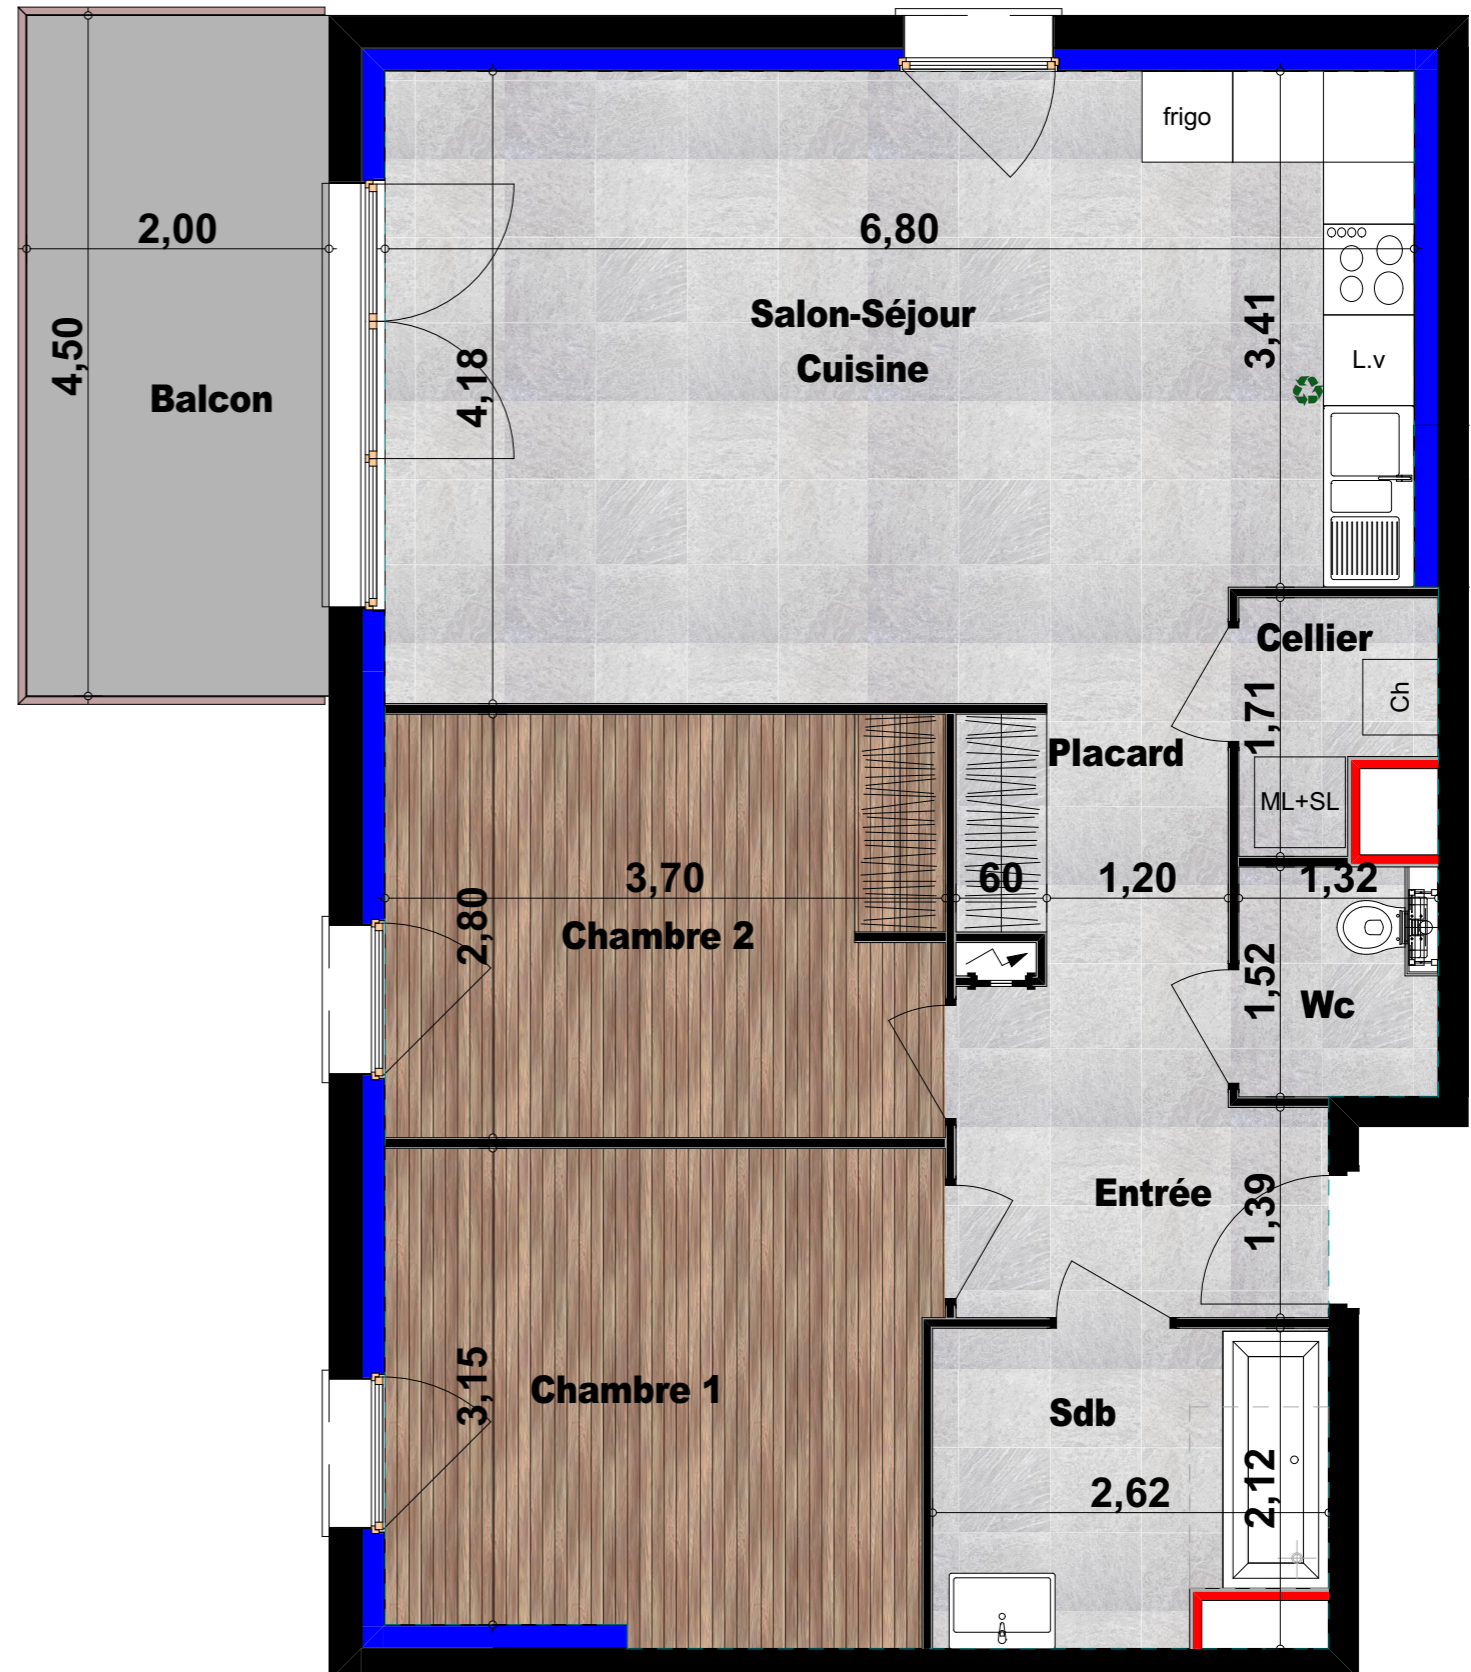 frigo
2,00
6,80
Salon-Séjour
Cuisine
3,41
4,50
4,18
L.v
Balcon
Cellier
Ch
1,71
Placard
ML+SL
3,70
60
1,20
1,32
2,80
Chambre 2
1,52
Wc
Entrée
1,39
3,15
Chambre 1
Sdb
2,62
2,12